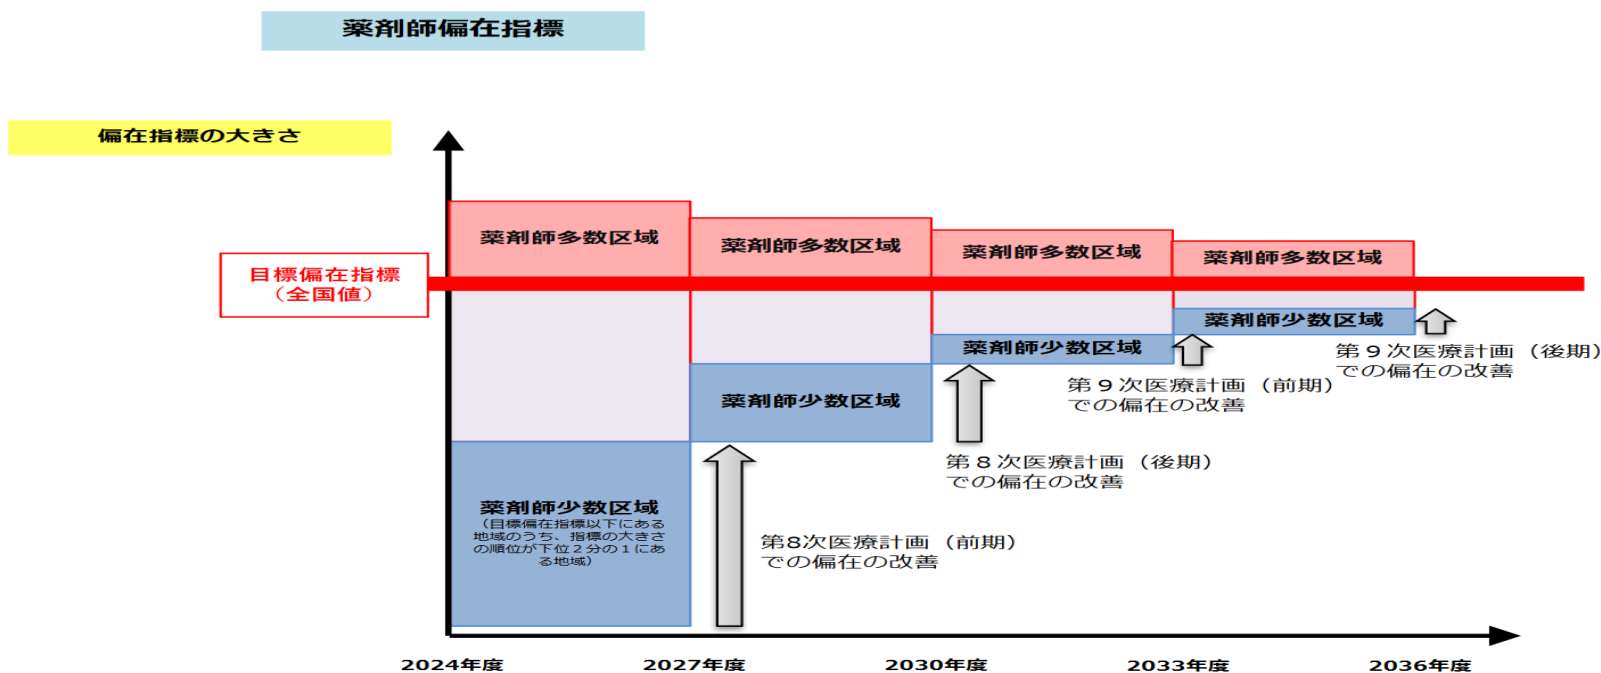 薬剤師偏在指標
偏在指標の大きさ
目標偏在指標
（全国値）
薬剤師多数区域
薬剤師多数区域
薬剤師多数区域
薬剤師多数区域
薬剤師少数区域
（目標偏在指標以下にある
地域のうち、指標の大きさ
の順位が下位２分の１にあ
る地域）
薬剤師少数区域
薬剤師少数区域
薬剤師少数区域
第8次医療計画（前期）
での偏在の改善
第８次医療計画（後期）
での偏在の改善
第９次医療計画（前期）
での偏在の改善
第９次医療計画（後期）
での偏在の改善
2024年度
2027年度
2030年度
2033年度
2036年度